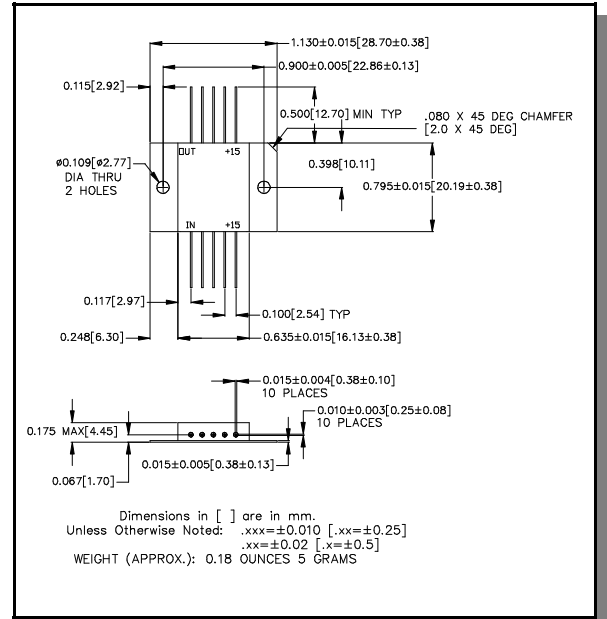 1.130±0.015[28.70±0.38]
0.900±0.005[22.86±0.13]
0.115[2.92]
0.500[12.70] MIN TYP
.080 X 45 DEG CHAMFER
[2.0 X 45 DEG]
OUT +15
ø0.109[ø2.77]
DIA THRU
2 HOLES
0.398[10.11]
0.795±0.015[20.19±0.38]
IN +15
0.117[2.97]
0.100[2.54] TYP
0.248[6.30]
0.635±0.015[16.13±0.38]
0.015±0.004[0.38±0.10]
10 PLACES
0.010±0.003[0.25±0.08]
10 PLACES
0.175 MAX[4.45]
0.015±0.005[0.38±0.13]
0.067[1.70]
Dimensions in [ ] are in mm.
Unless Otherwise Noted: .xxx=±0.010 [.xx=±0.25]
.xx=±0.02 [.x=±0.5]
WEIGHT (APPROX.): 0.18 OUNCES 5 GRAMS